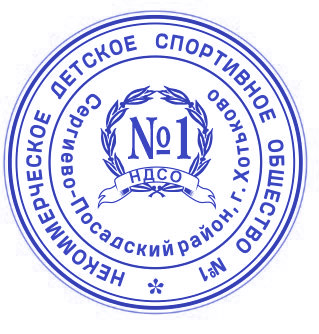 НЕКОММЕРЧЕСКОЕ ДЕТСКОЕ СПОРТИВНОЕ ОБЩЕСТВО №1
Сергиево-Посадский район, г. Хотьково
№1
НДСО